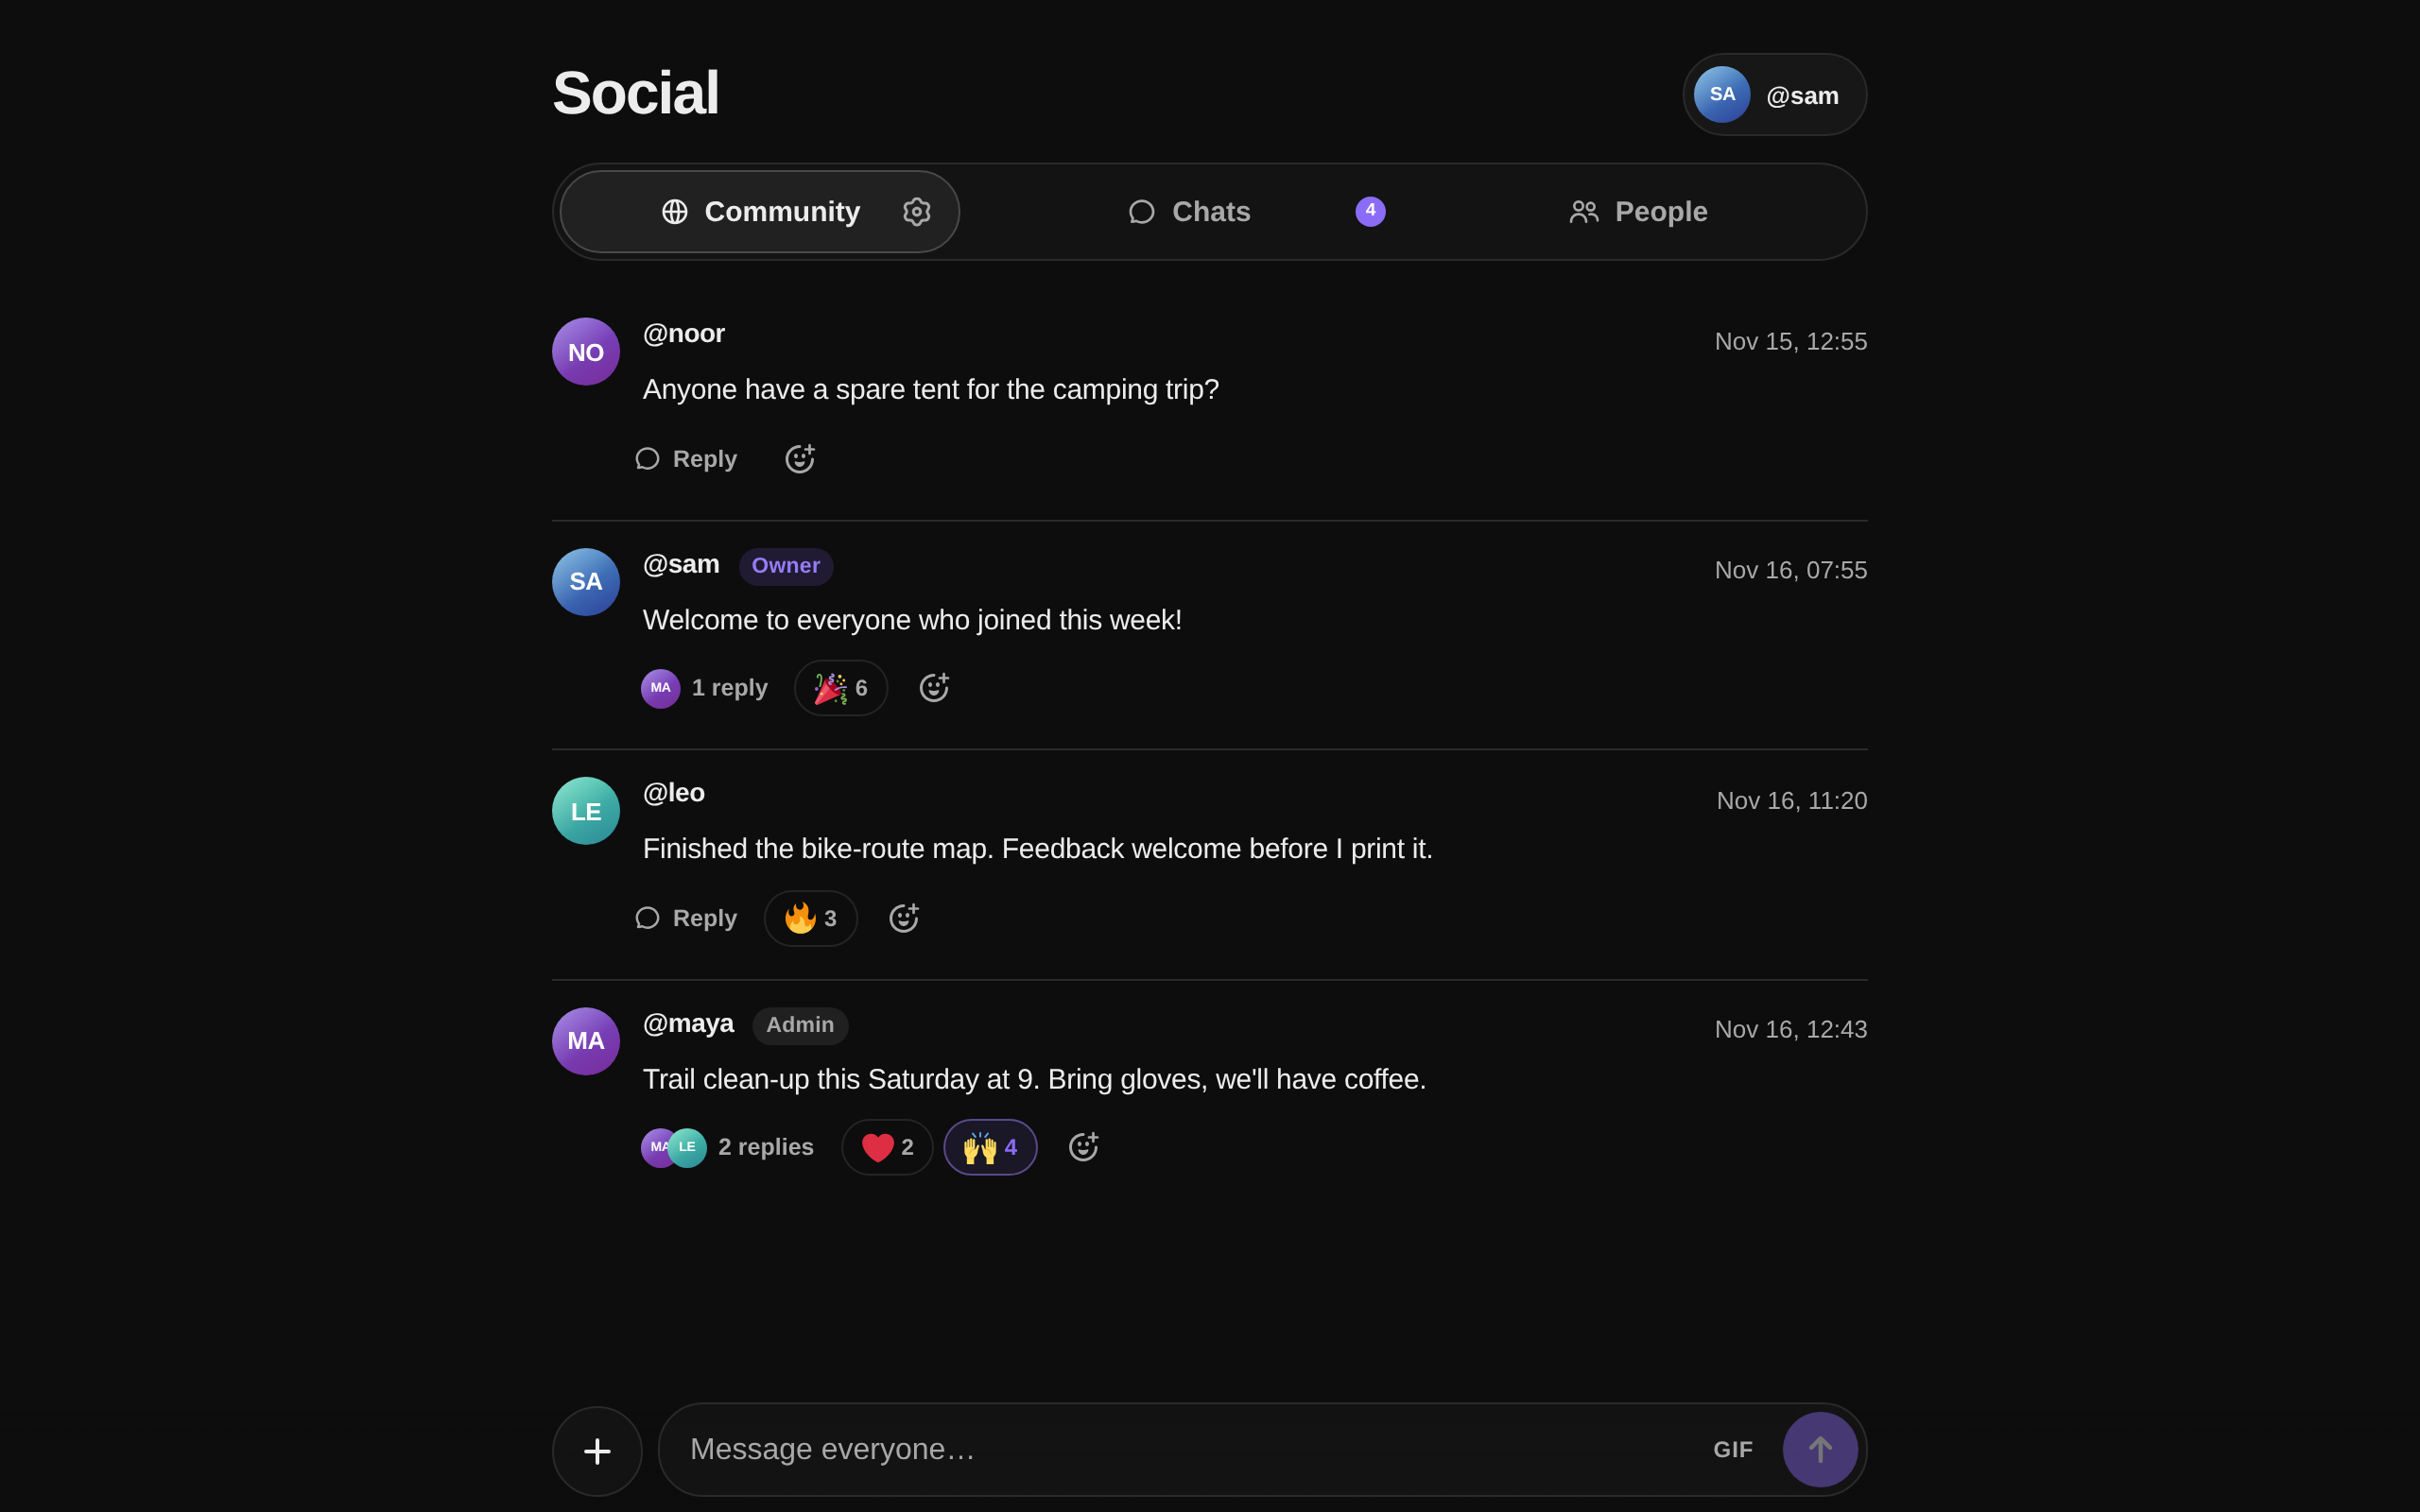 Social
SA @sam
Community Chats 4 People
NO @noor Nov 15, 12:55
Anyone have a spare tent for the camping trip?
Reply
SA @sam Owner Nov 16, 07:55
Welcome to everyone who joined this week!
MA 1 reply 🎉 6
LE @leo Nov 16, 11:20
Finished the bike-route map. Feedback welcome before I print it.
Reply 🔥 3
MA @maya Admin Nov 16, 12:43
Trail clean-up this Saturday at 9. Bring gloves, we'll have coffee.
MA LE 2 replies ❤️ 2 🙌 4
Message everyone… GIF